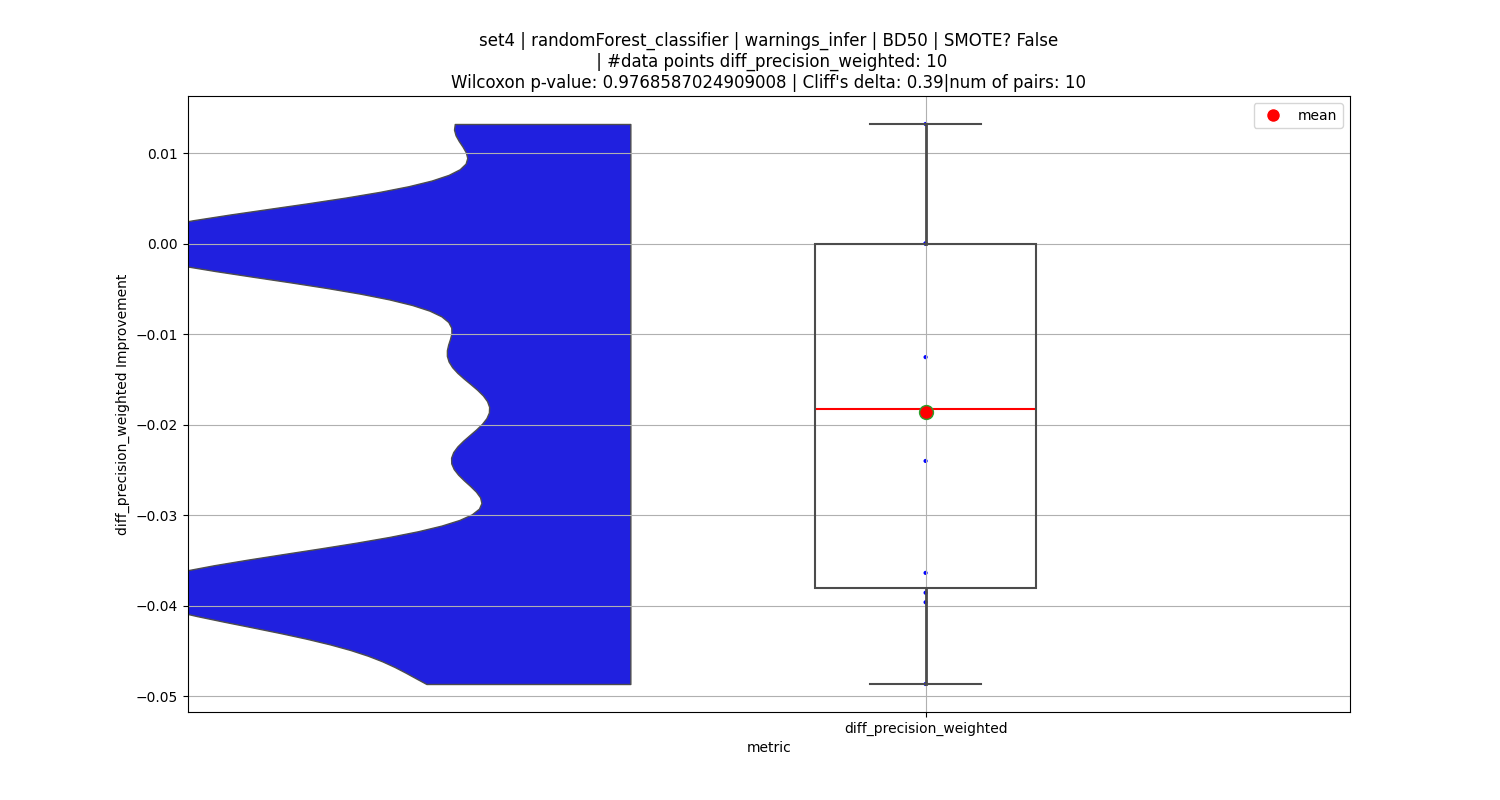 set4 | randomForest_classifier | warnings_infer | BD50 | SMOTE? False
| #data points diff_precision_weighted: 10
Wilcoxon p-value: 0.9768587024909008 | Cliff's delta: 0.39|num of pairs: 10
mean
0.01
0.00
−0.01
−0.02
−0.03
−0.04
−0.05
diff_precision_weighted Improvement
diff_precision_weighted
metric